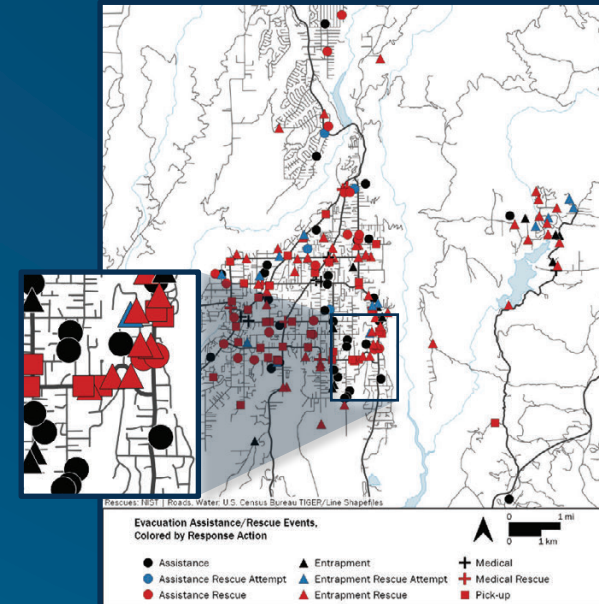 Rescues: NIST | Roads, Water: U.S. Census Bureau TIGER/Line Shapefiles
Evacuation Assistance/Rescue Events,
Colored by Response Action
0 1 mi
0 1 km
Assistance
Entrapment
Medical
Assistance Rescue Attempt
Entrapment Rescue Attempt
Medical Rescue
Assistance Rescue
Entrapment Rescue
Pick-up